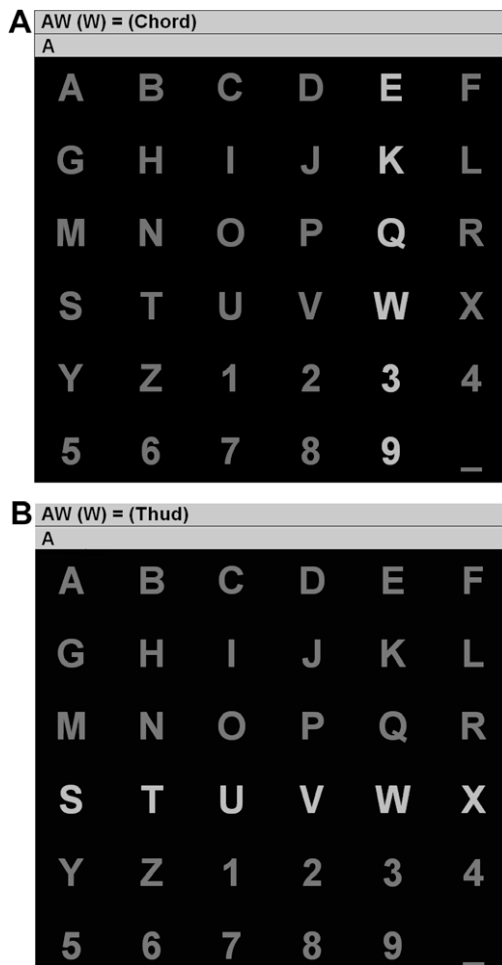 A
AW (W) = (Chord)
A
A B C D E F
G H I J K L
M N O P Q R
S T U V W X
Y Z 1 2 3 4
5 6 7 8 9 _
B
AW (W) = (Thud)
A
A B C D E F
G H I J K L
M N O P Q R
S T U V W X
Y Z 1 2 3 4
5 6 7 8 9 _